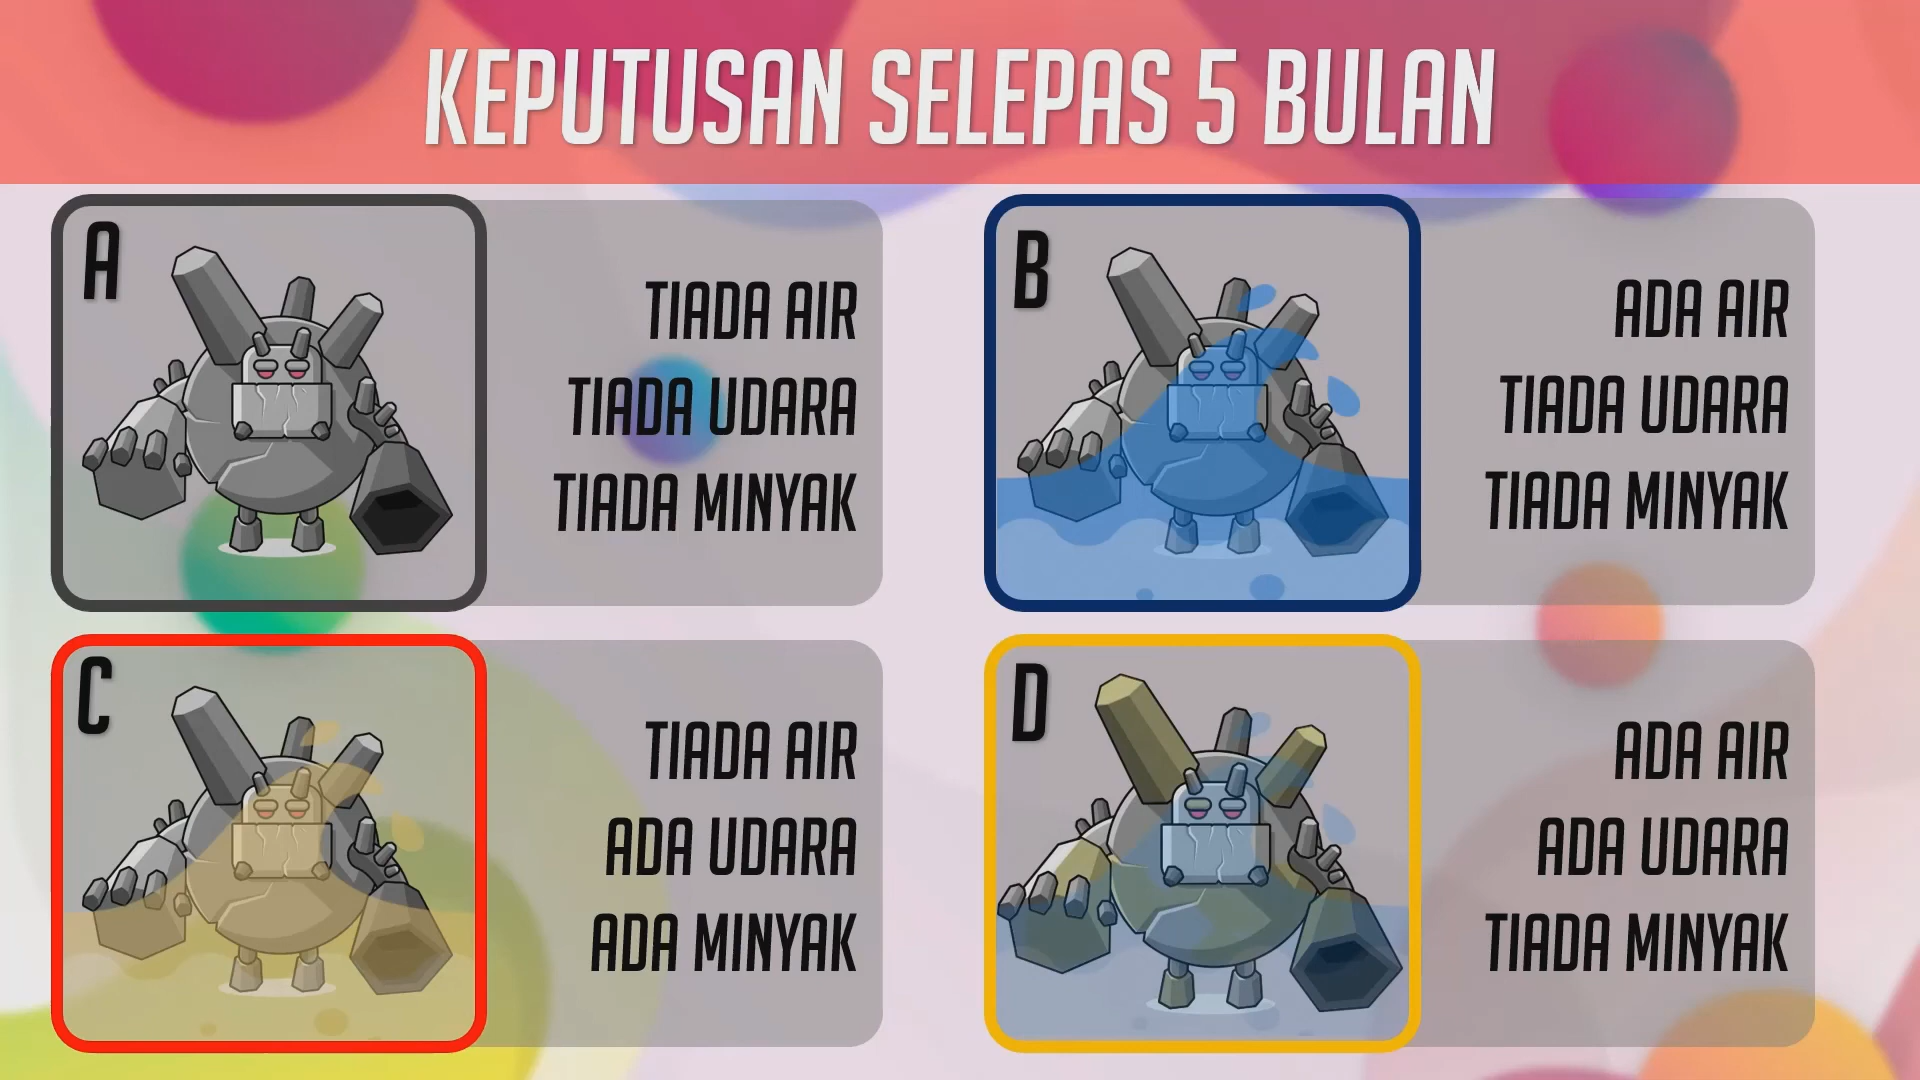 KEPUTUSAN SELEPAS 5 BULAN
A
TIADA AIR
TIADA UDARA
TIADA MINYAK
B
ADA AIR
TIADA UDARA
TIADA MINYAK
C
TIADA AIR
ADA UDARA
ADA MINYAK
D
ADA AIR
ADA UDARA
TIADA MINYAK